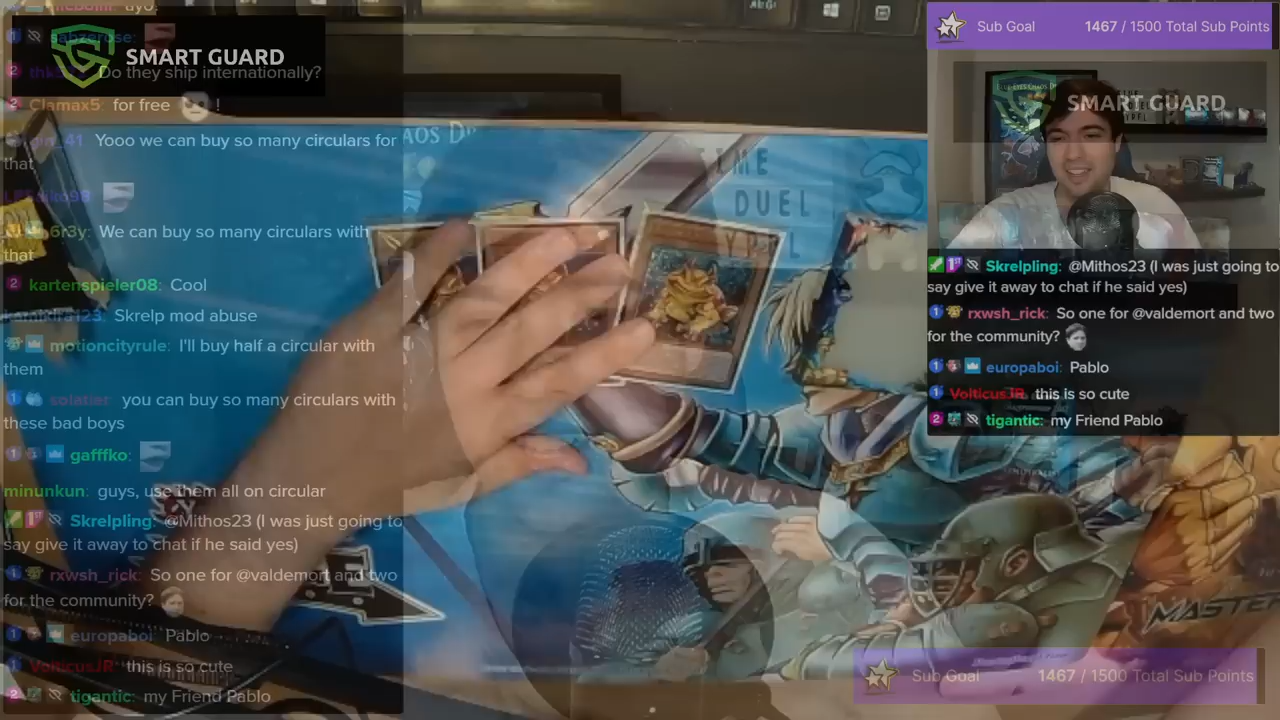 ayo!
sabzerose:
SMART GUARD
Do they ship internationally?
Clamax5: for free !
Yooo we can buy so many circulars for
that
We can buy so many circulars with
that
kartenspieler08: Cool
Skrelp mod abuse
motioncityrule: I'll buy half a circular with
them
solatier you can buy so many circulars with
these bad boys
gafffko:
minunkun: guys, use them all on circular
Skrelpling: @Mithos23 (I was just going to
say give it away to chat if he said yes)
rxwsh_rick: So one for @valdemort and two
for the community?
europaboi Pablo
VolticusJR this is so cute
tigantic: my Friend Pablo
TIME
DUEL
MASTER
Sub Goal 1467 / 1500 Total Sub Points
SMART GUARD
Skrelpling: @Mithos23 (I was just going to
say give it away to chat if he said yes)
rxwsh_rick: So one for @valdemort and two
for the community?
europaboi: Pablo
VolticusJR this is so cute
tigantic: my Friend Pablo
Sub Goal 1467 / 1500 Total Sub Points